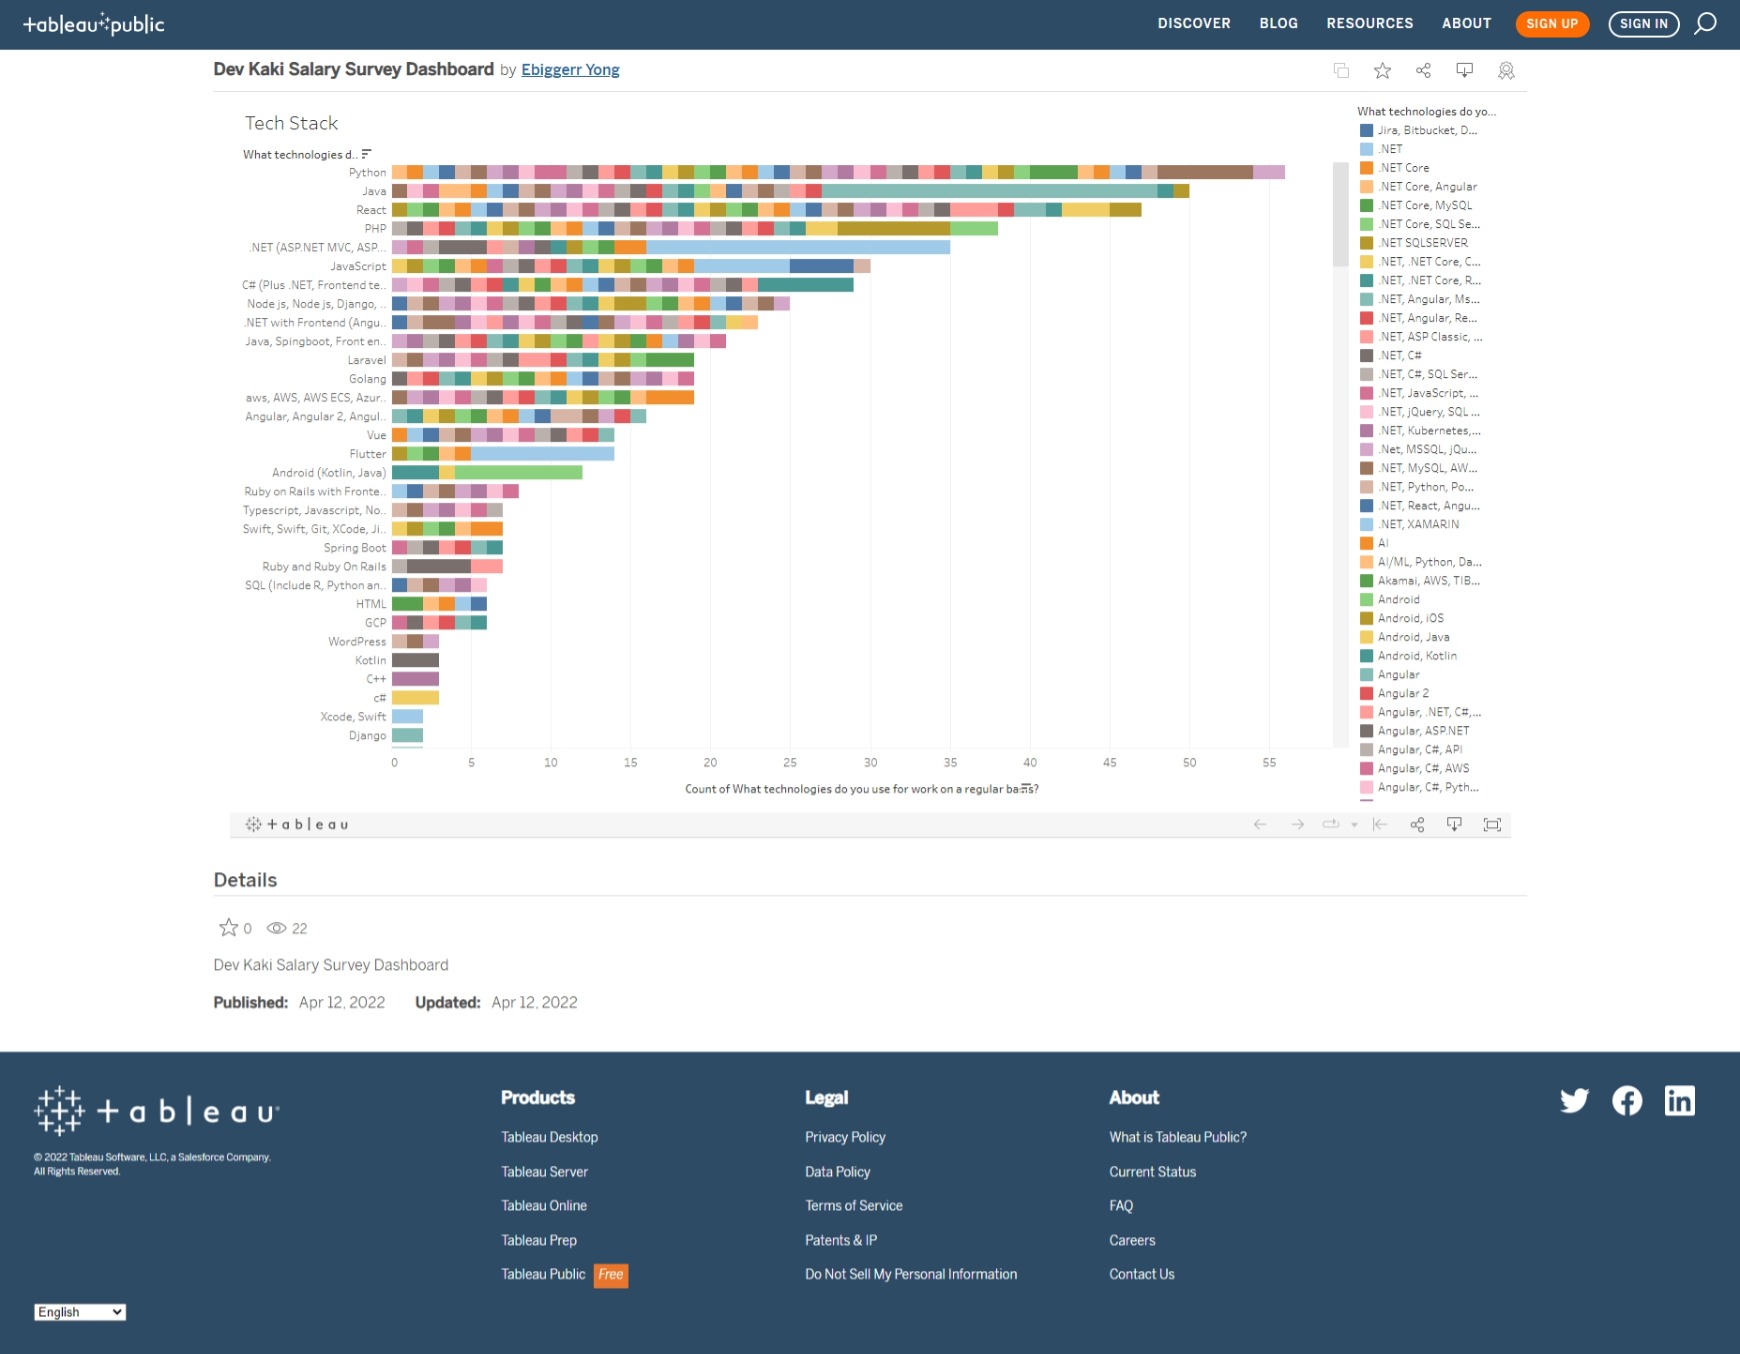 +ableau public
DISCOVER BLOG RESOURCES ABOUT SIGN UP SIGN IN
Dev Kaki Salary Survey Dashboard by Ebiggerr Yong
Tech Stack
What technologies d..
Python
Java
React
PHP
.NET (ASP.NET MVC, ASP...
JavaScript
C# (Plus .NET, Frontend te..
Node js, Node js, Django, ..
.NET with Frontend (Angu..
Java, Spingboot, Front en..
Laravel
Golang
aws, AWS, AWS ECS, Azur..
Angular, Angular 2, Angul..
Vue
Flutter
Android (Kotlin, Java)
Ruby on Rails with Fronte..
Typescript, Javascript, No..
Swift, Swift, Git, XCode, Ji..
Spring Boot
Ruby and Ruby On Rails
SQL (Include R, Python an..
HTML
GCP
WordPress
Kotlin
C++
c#
Xcode, Swift
Django
0 5 10 15 20 25 30 35 40 45 50 55
Count of What technologies do you use for work on a regular basis?
What technologies do yo...
Jira, Bitbucket, D...
.NET
.NET Core
.NET Core, Angular
.NET Core, MySQL
.NET Core, SQL Se...
.NET SQLSERVER
.NET, .NET Core, C...
.NET, .NET Core, R...
.NET, Angular, Ms...
.NET, Angular, Re...
.NET, ASP Classic, ...
.NET, C#
.NET, C#, SQL Ser...
.NET, JavaScript, ...
.NET, jQuery, SQL ...
.NET, Kubernetes,...
.Net, MSSQL, jQu...
.NET, MySQL, AW...
.NET, Python, Po...
.NET, React, Angu...
.NET, XAMARIN
AI
AI/ML, Python, Da...
Akamai, AWS, TIB...
Android
Android, iOS
Android, Java
Android, Kotlin
Angular
Angular 2
Angular, .NET, C#,...
Angular, ASP.NET
Angular, C#, API
Angular, C#, AWS
Angular, C#, Pyth...
+ableau
Details
0 22
Dev Kaki Salary Survey Dashboard
Published: Apr 12, 2022 Updated: Apr 12, 2022
+ableau
© 2022 Tableau Software, LLC, a Salesforce Company.
All Rights Reserved.
English
Products
Tableau Desktop
Tableau Server
Tableau Online
Tableau Prep
Tableau Public Free
Legal
Privacy Policy
Data Policy
Terms of Service
Patents & IP
Do Not Sell My Personal Information
About
What is Tableau Public?
Current Status
FAQ
Careers
Contact Us